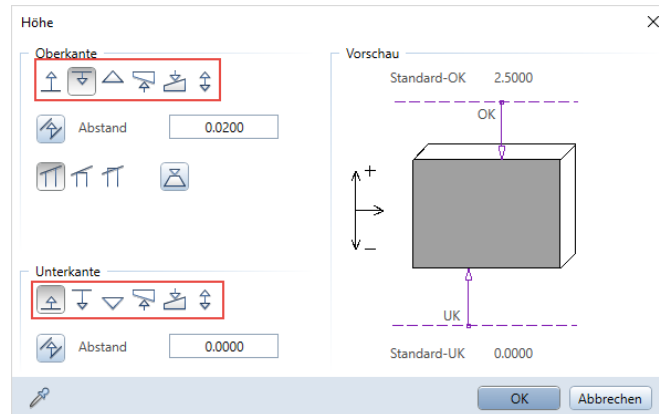 Höhe
Oberkante
Abstand 0.0200
Unterkante
Abstand 0.0000
Vorschau
Standard-OK 2.5000
OK
+
−
UK
Standard-UK 0.0000
OK Abbrechen